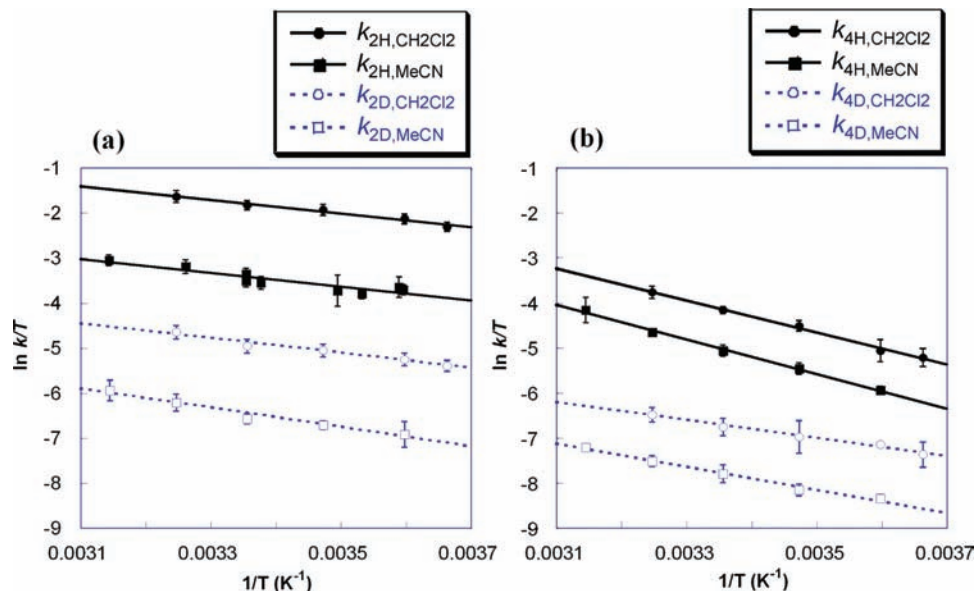 k2H,CH2Cl2
k2H,MeCN
k2D,CH2Cl2
k2D,MeCN
k4H,CH2Cl2
k4H,MeCN
k4D,CH2Cl2
k4D,MeCN
(a)
-1
-2
-3
-4
-5
-6
-7
-8
-9
ln k/T
0.0031 0.0033 0.0035 0.0037
1/T (K⁻¹)
(b)
-1
-2
-3
-4
-5
-6
-7
-8
-9
ln k/T
0.0031 0.0033 0.0035 0.0037
1/T (K⁻¹)